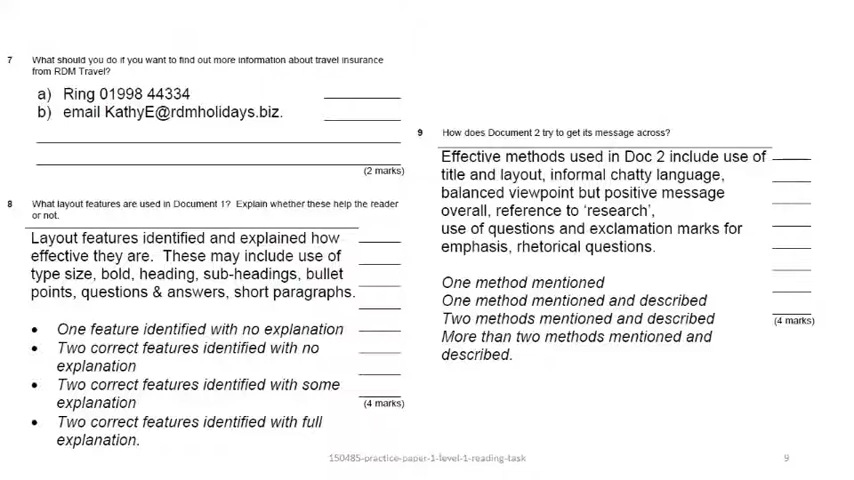 7 What should you do if you want to find out more information about travel insurance
from RDM Travel?
a) Ring 01998 44334
b) email KathyE@rdmholidays.biz.
(2 marks)
8 What layout features are used in Document 1? Explain whether these help the reader
or not.
Layout features identified and explained how
effective they are. These may include use of
type size, bold, heading, sub-headings, bullet
points, questions & answers, short paragraphs.
• One feature identified with no explanation
• Two correct features identified with no
explanation
• Two correct features identified with some
explanation
(4 marks)
• Two correct features identified with full
explanation.
9 How does Document 2 try to get its message across?
Effective methods used in Doc 2 include use of
title and layout, informal chatty language,
balanced viewpoint but positive message
overall, reference to ‘research’,
use of questions and exclamation marks for
emphasis, rhetorical questions.
One method mentioned
One method mentioned and described
Two methods mentioned and described
(4 marks)
More than two methods mentioned and
described.
150485-practice-paper-1-level-1-reading-task
9